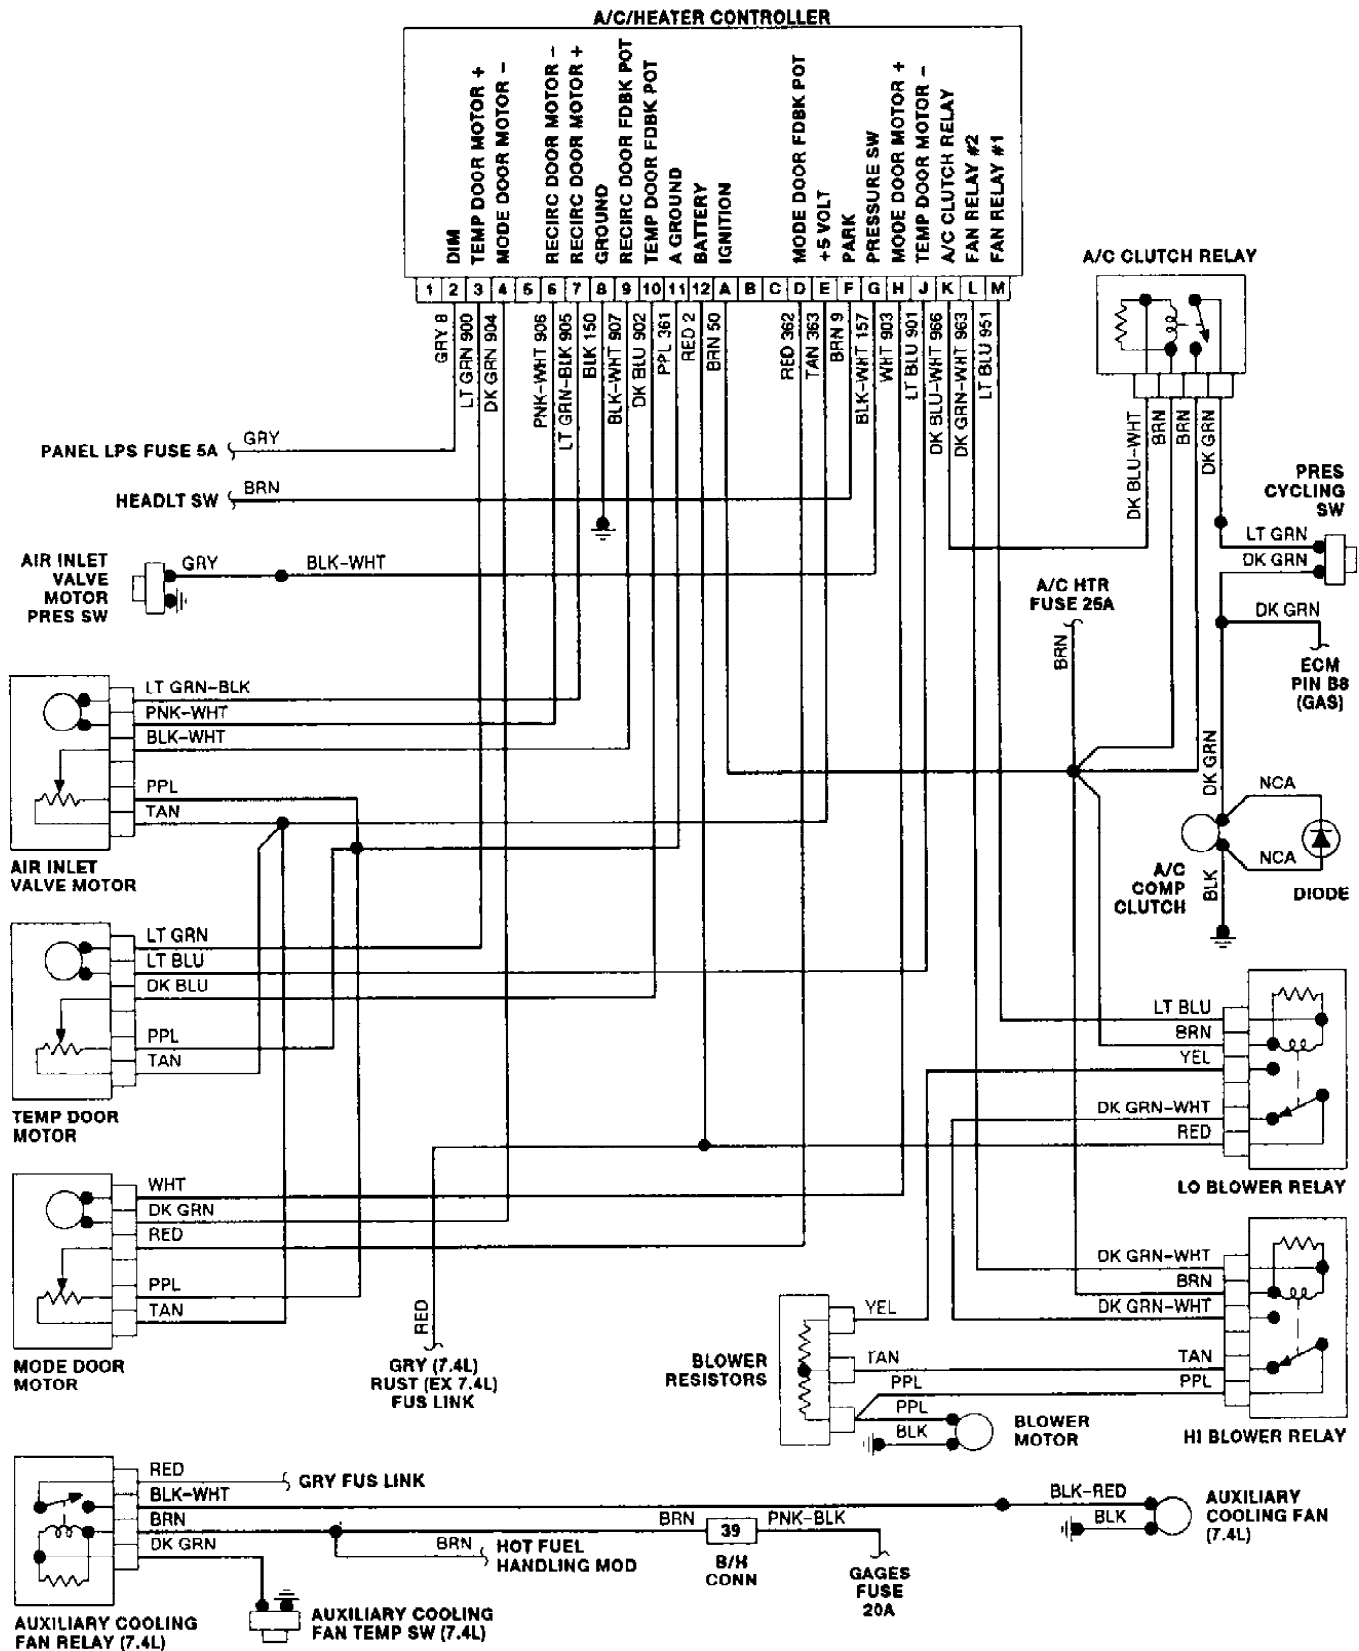 A/C/HEATER CONTROLLER
DIM
TEMP DOOR MOTOR +
MODE DOOR MOTOR -
RECIRC DOOR MOTOR -
RECIRC DOOR MOTOR +
GROUND
RECIRC DOOR FDBK POT
TEMP DOOR FDBK POT
A GROUND
BATTERY
IGNITION
MODE DOOR FDBK POT
+5 VOLT
PARK
PRESSURE SW
MODE DOOR MOTOR +
TEMP DOOR MOTOR -
A/C CLUTCH RELAY
FAN RELAY #2
FAN RELAY #1
1 2 3 4 5 6 7 8 9 10 11 12 A B C D E F G H J K L M
GRY 8
LT GRN 900
DK GRN 904
PNK-WHT 906
LT GRN-BLK 905
BLK 150
BLK-WHT 907
DK BLU 902
PPL 361
RED 2
BRN 50
RED 362
TAN 363
BRN 9
BLK-WHT 157
WHT 903
LT BLU 901
DK BLU-WHT 966
DK GRN-WHT 963
LT BLU 951
A/C CLUTCH RELAY
DK BLU-WHT
BRN
BRN
DK GRN
PRES
CYCLING
SW
LT GRN
DK GRN
DK GRN
ECM
PIN B8
(GAS)
PANEL LPS FUSE 5A
GRY
HEADLT SW
BRN
AIR INLET
VALVE
MOTOR
PRES SW
GRY
BLK-WHT
A/C HTR
FUSE 25A
BRN
LT GRN-BLK
PNK-WHT
BLK-WHT
PPL
TAN
AIR INLET
VALVE MOTOR
DK GRN
NCA
NCA
BLK
A/C
COMP
CLUTCH
DIODE
LT GRN
LT BLU
DK BLU
PPL
TAN
TEMP DOOR
MOTOR
LT BLU
BRN
YEL
DK GRN-WHT
RED
LO BLOWER RELAY
WHT
DK GRN
RED
PPL
TAN
MODE DOOR
MOTOR
RED
GRY (7.4L)
RUST (EX 7.4L)
FUS LINK
DK GRN-WHT
BRN
DK GRN-WHT
TAN
PPL
HI BLOWER RELAY
BLOWER
RESISTORS
YEL
TAN
PPL
PPL
BLK
BLOWER
MOTOR
RED
GRY FUS LINK
BLK-WHT
BRN
DK GRN
BRN
HOT FUEL
HANDLING MOD
BRN
39
PNK-BLK
B/H
CONN
GAGES
FUSE
20A
BLK-RED
BLK
AUXILIARY
COOLING FAN
(7.4L)
AUXILIARY COOLING
FAN RELAY (7.4L)
AUXILIARY COOLING
FAN TEMP SW (7.4L)